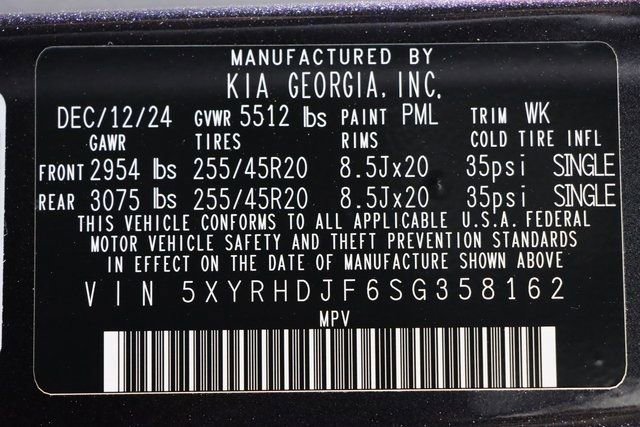 MANUFACTURED BY
KIA GEORGIA, INC.
DEC/12/24 GVWR 5512 lbs PAINT PML TRIM WK
GAWR TIRES RIMS COLD TIRE INFL
FRONT 2954 lbs 255/45R20 8.5Jx20 35psi SINGLE
REAR 3075 lbs 255/45R20 8.5Jx20 35psi SINGLE
THIS VEHICLE CONFORMS TO ALL APPLICABLE U.S.A. FEDERAL
MOTOR VEHICLE SAFETY AND THEFT PREVENTION STANDARDS
IN EFFECT ON THE DATE OF MANUFACTURE SHOWN ABOVE
VIN 5XYRHDJF6SG358162
MPV